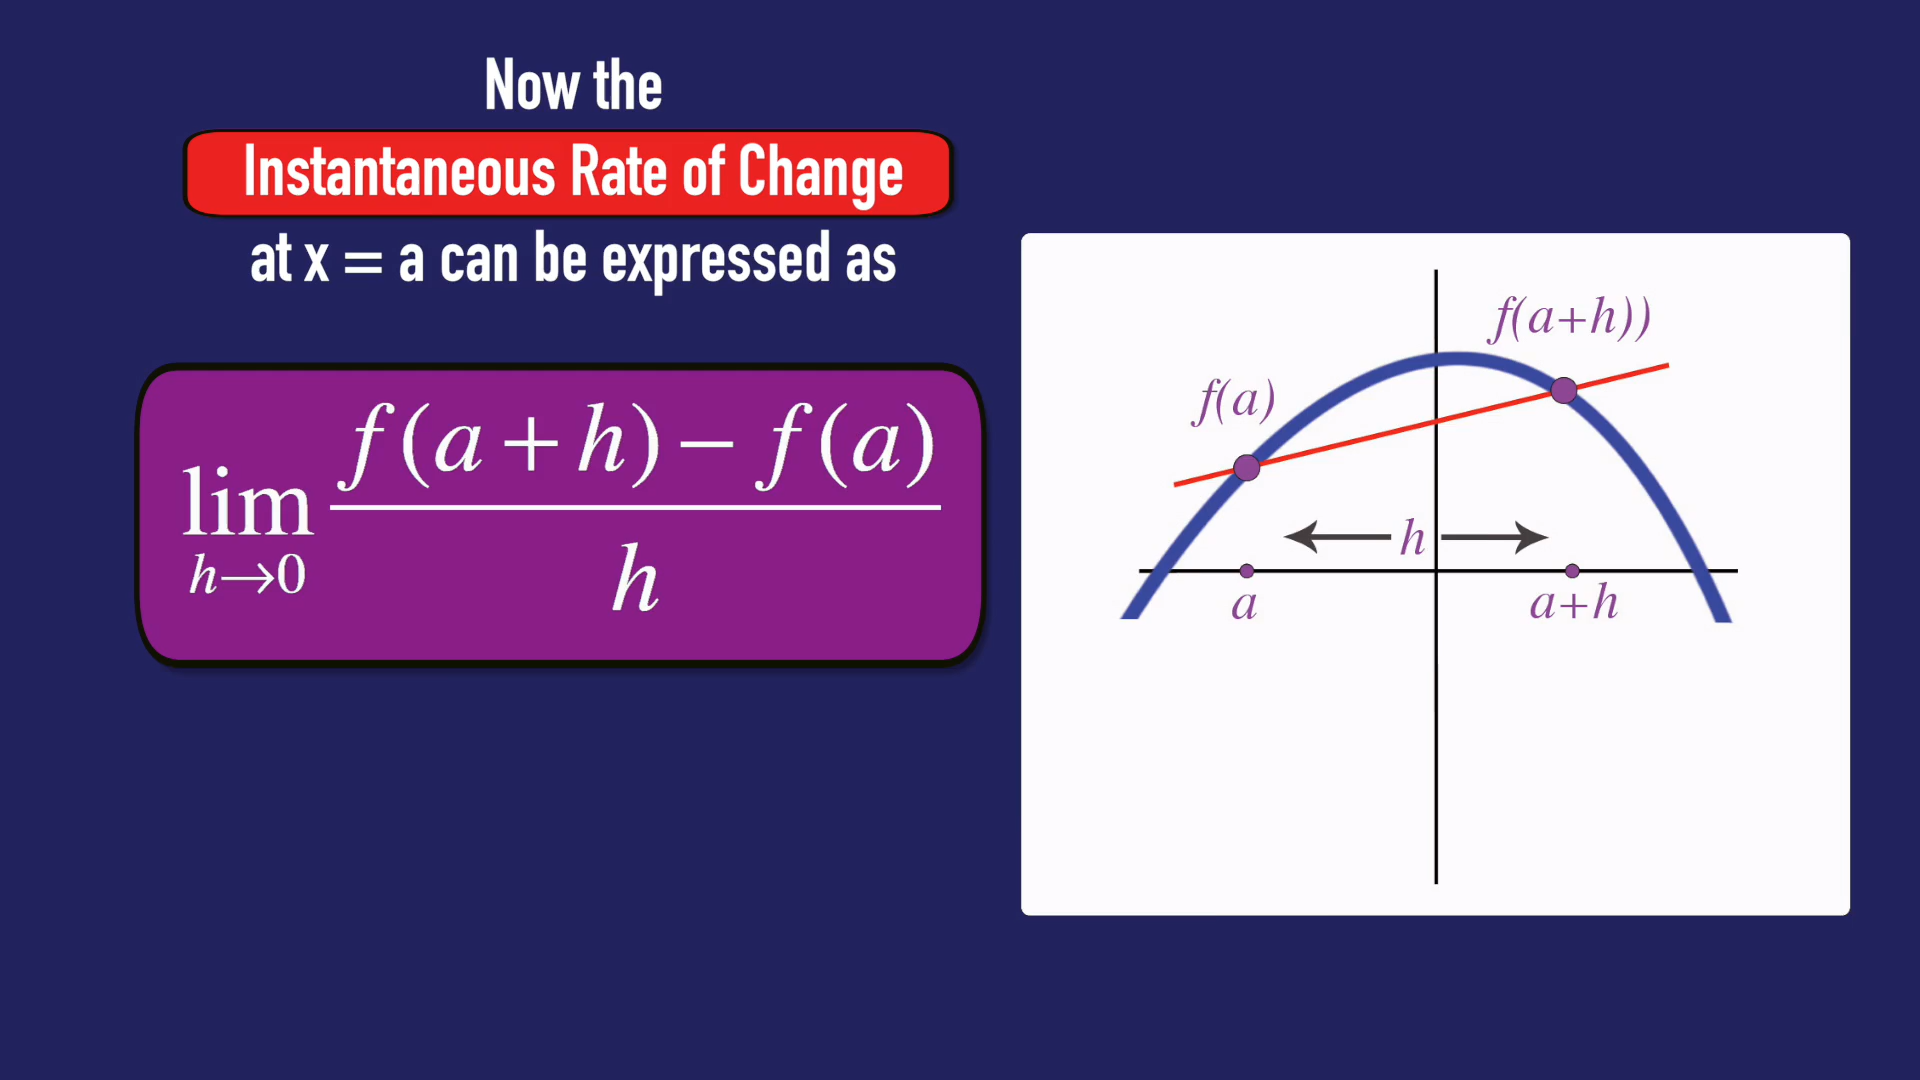 Now the
Instantaneous Rate of Change
at x = a can be expressed as
lim h→0 f(a+h)−f(a)
h
f(a+h))
f(a)
h
a
a+h